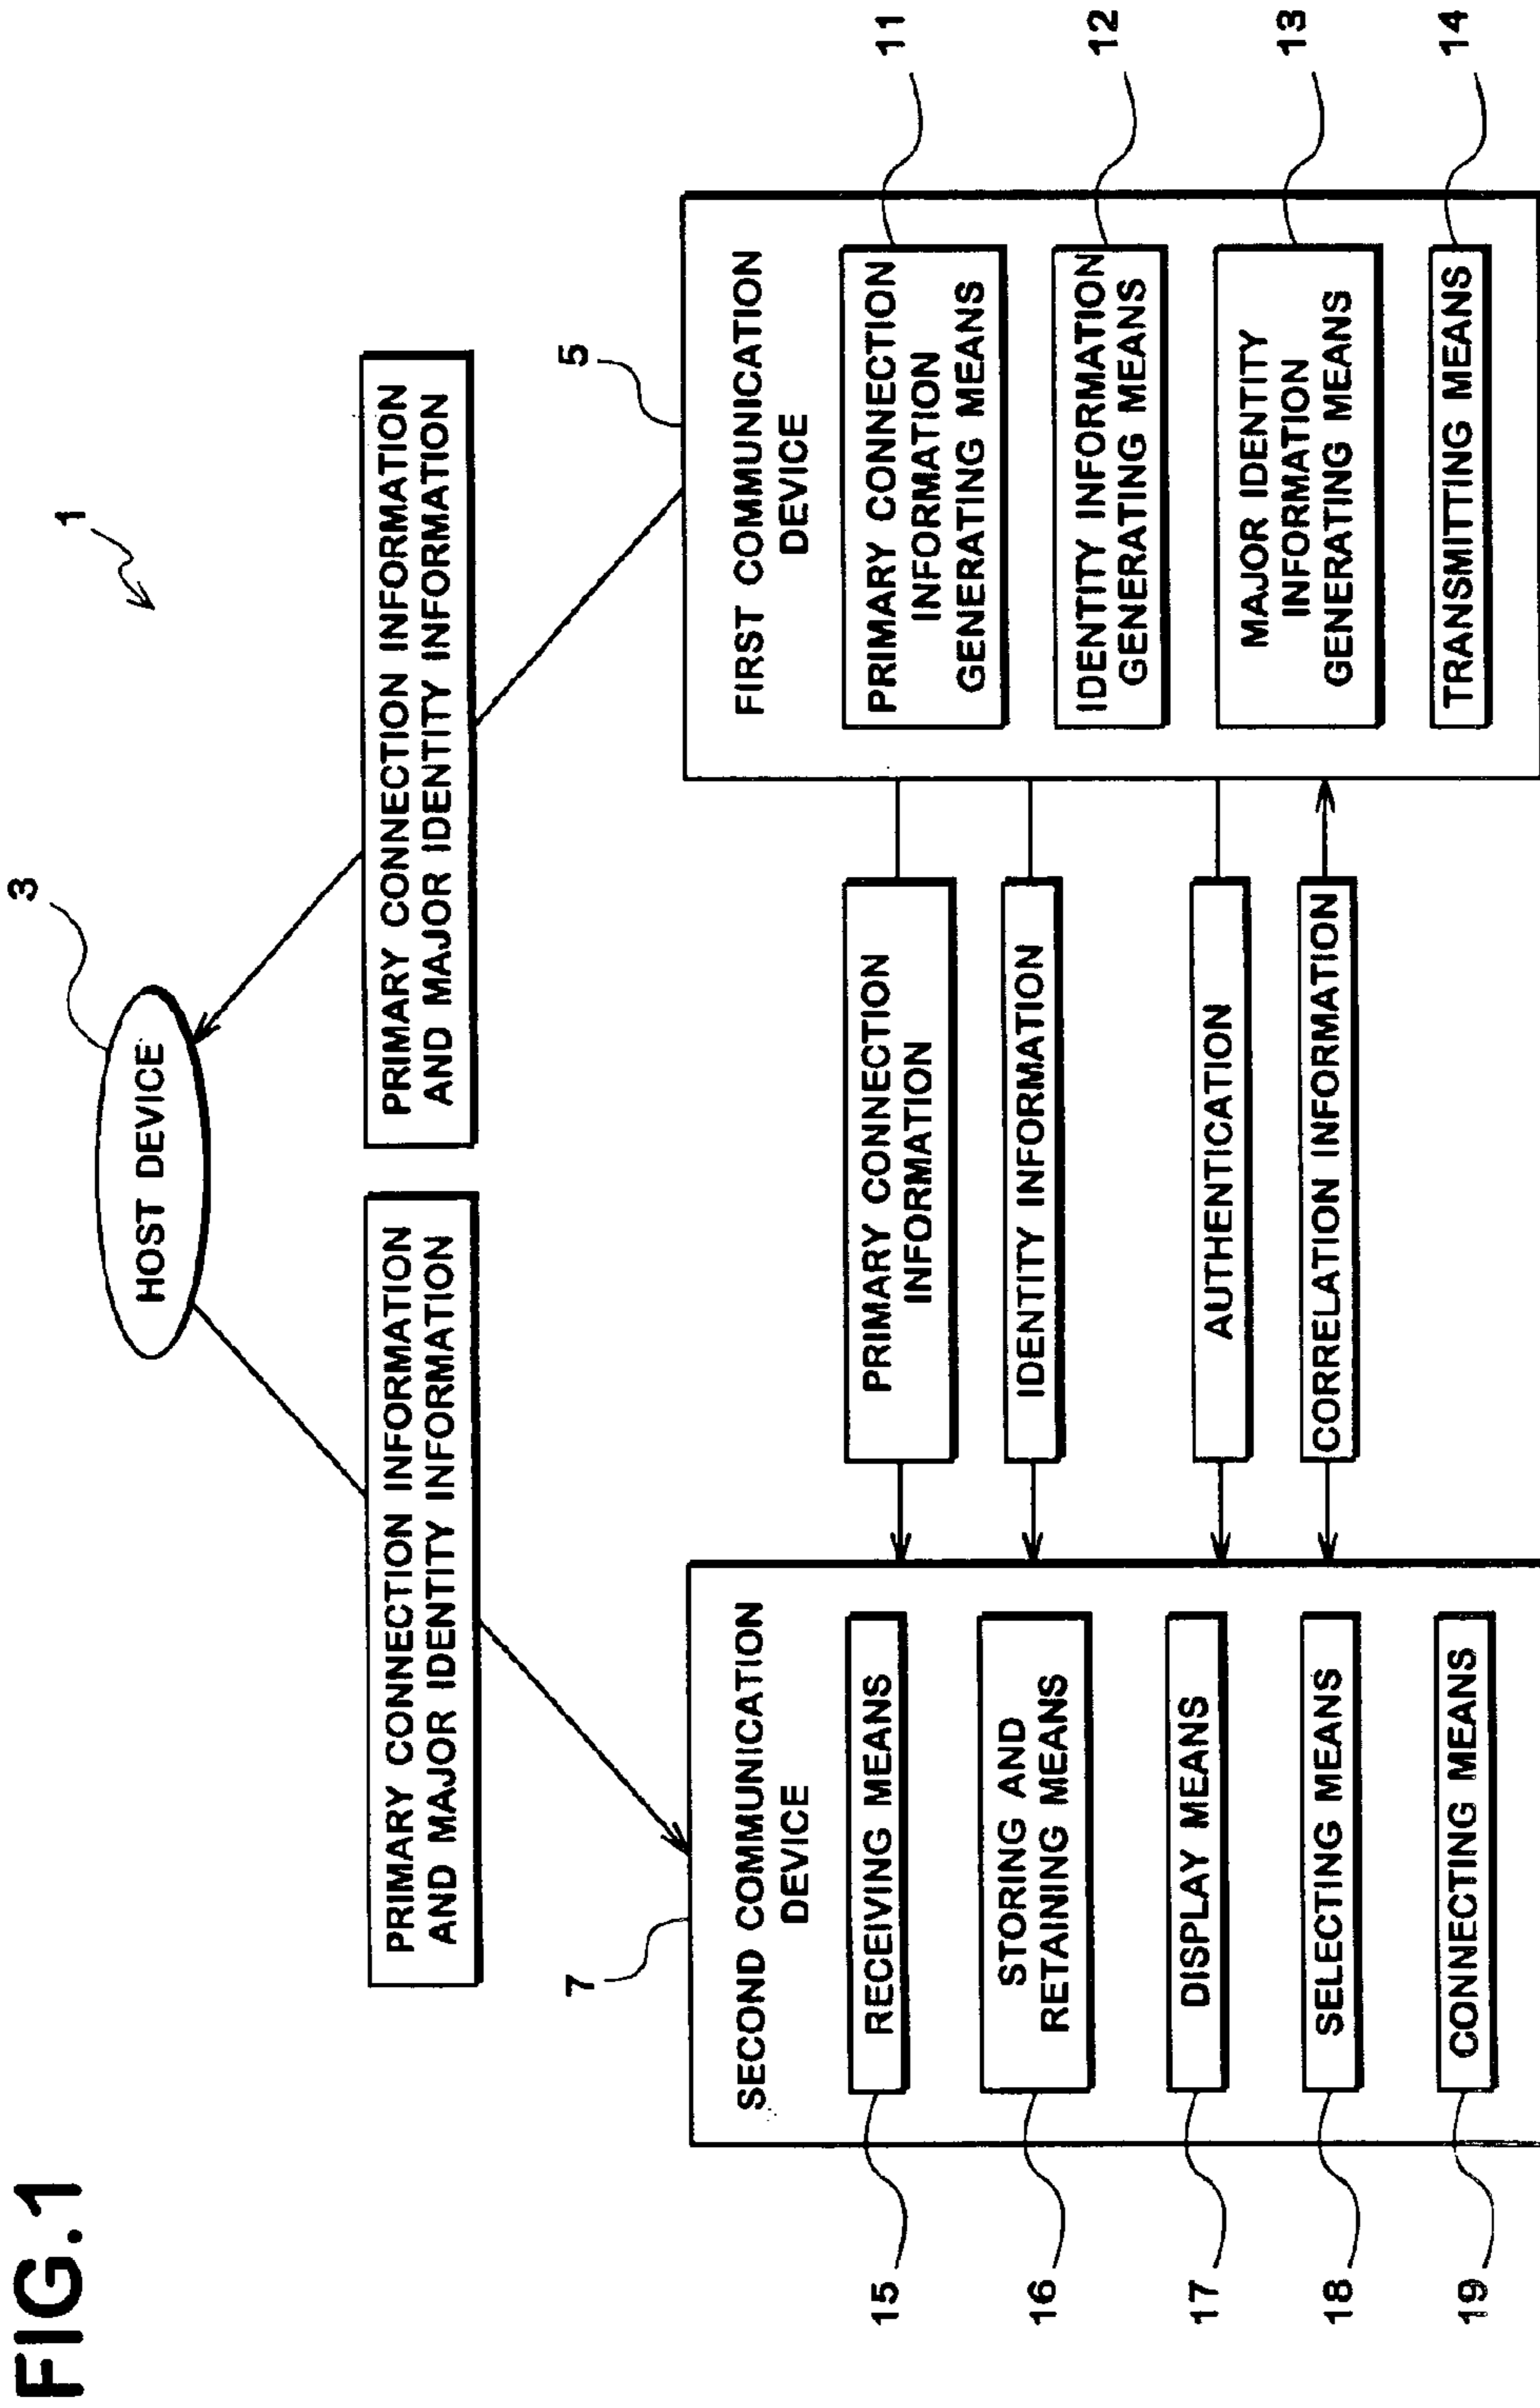 FIG.1
1
3
HOST DEVICE
PRIMARY CONNECTION INFORMATION
AND MAJOR IDENTITY INFORMATION
PRIMARY CONNECTION INFORMATION
AND MAJOR IDENTITY INFORMATION
7
SECOND COMMUNICATION
DEVICE
15
RECEIVING MEANS
16
STORING AND
RETAINING MEANS
17
DISPLAY MEANS
18
SELECTING MEANS
19
CONNECTING MEANS
PRIMARY CONNECTION
INFORMATION
IDENTITY INFORMATION
AUTHENTICATION
CORRELATION INFORMATION
5
FIRST COMMUNICATION
DEVICE
PRIMARY CONNECTION
INFORMATION
GENERATING MEANS
11
IDENTITY INFORMATION
GENERATING MEANS
12
MAJOR IDENTITY
INFORMATION
GENERATING MEANS
13
TRANSMITTING MEANS
14